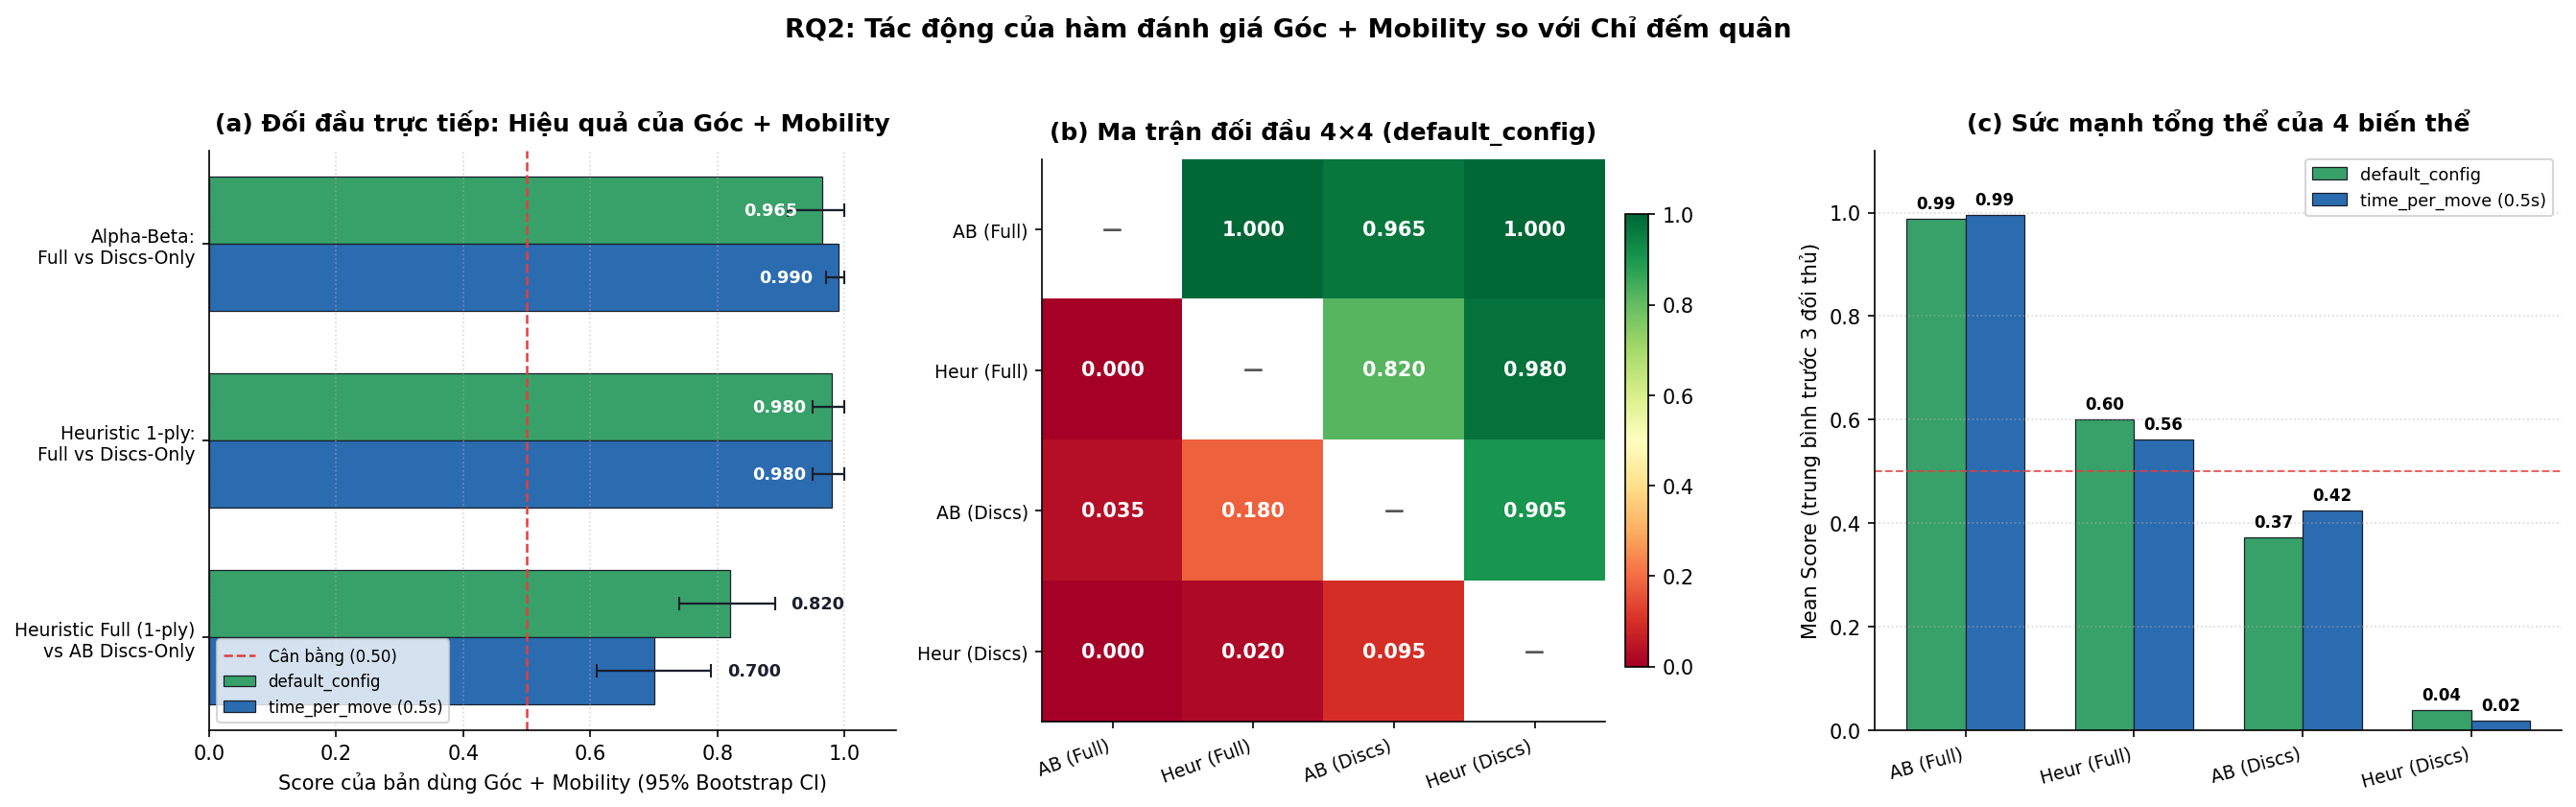 RQ2: Tác động của hàm đánh giá Góc + Mobility so với Chỉ đếm quân
(a) Đối đầu trực tiếp: Hiệu quả của Góc + Mobility
Alpha-Beta:
Full vs Discs-Only
0.965
0.990
Heuristic 1-ply:
Full vs Discs-Only
0.980
0.980
Heuristic Full (1-ply)
vs AB Discs-Only
0.820
0.700
Cân bằng (0.50)
default_config
time_per_move (0.5s)
0.0 0.2 0.4 0.6 0.8 1.0
Score của bản dùng Góc + Mobility (95% Bootstrap CI)
(b) Ma trận đối đầu 4×4 (default_config)
AB (Full) — 1.000 0.965 1.000
Heur (Full) 0.000 — 0.820 0.980
AB (Discs) 0.035 0.180 — 0.905
Heur (Discs) 0.000 0.020 0.095 —
AB (Full) Heur (Full) AB (Discs) Heur (Discs)
1.0
0.8
0.6
0.4
0.2
0.0
(c) Sức mạnh tổng thể của 4 biến thể
default_config
time_per_move (0.5s)
Mean Score (trung bình trước 3 đối thủ)
1.0
0.8
0.6
0.4
0.2
0.0
0.99 0.99
0.60 0.56
0.37 0.42
0.04 0.02
AB (Full) Heur (Full) AB (Discs) Heur (Discs)